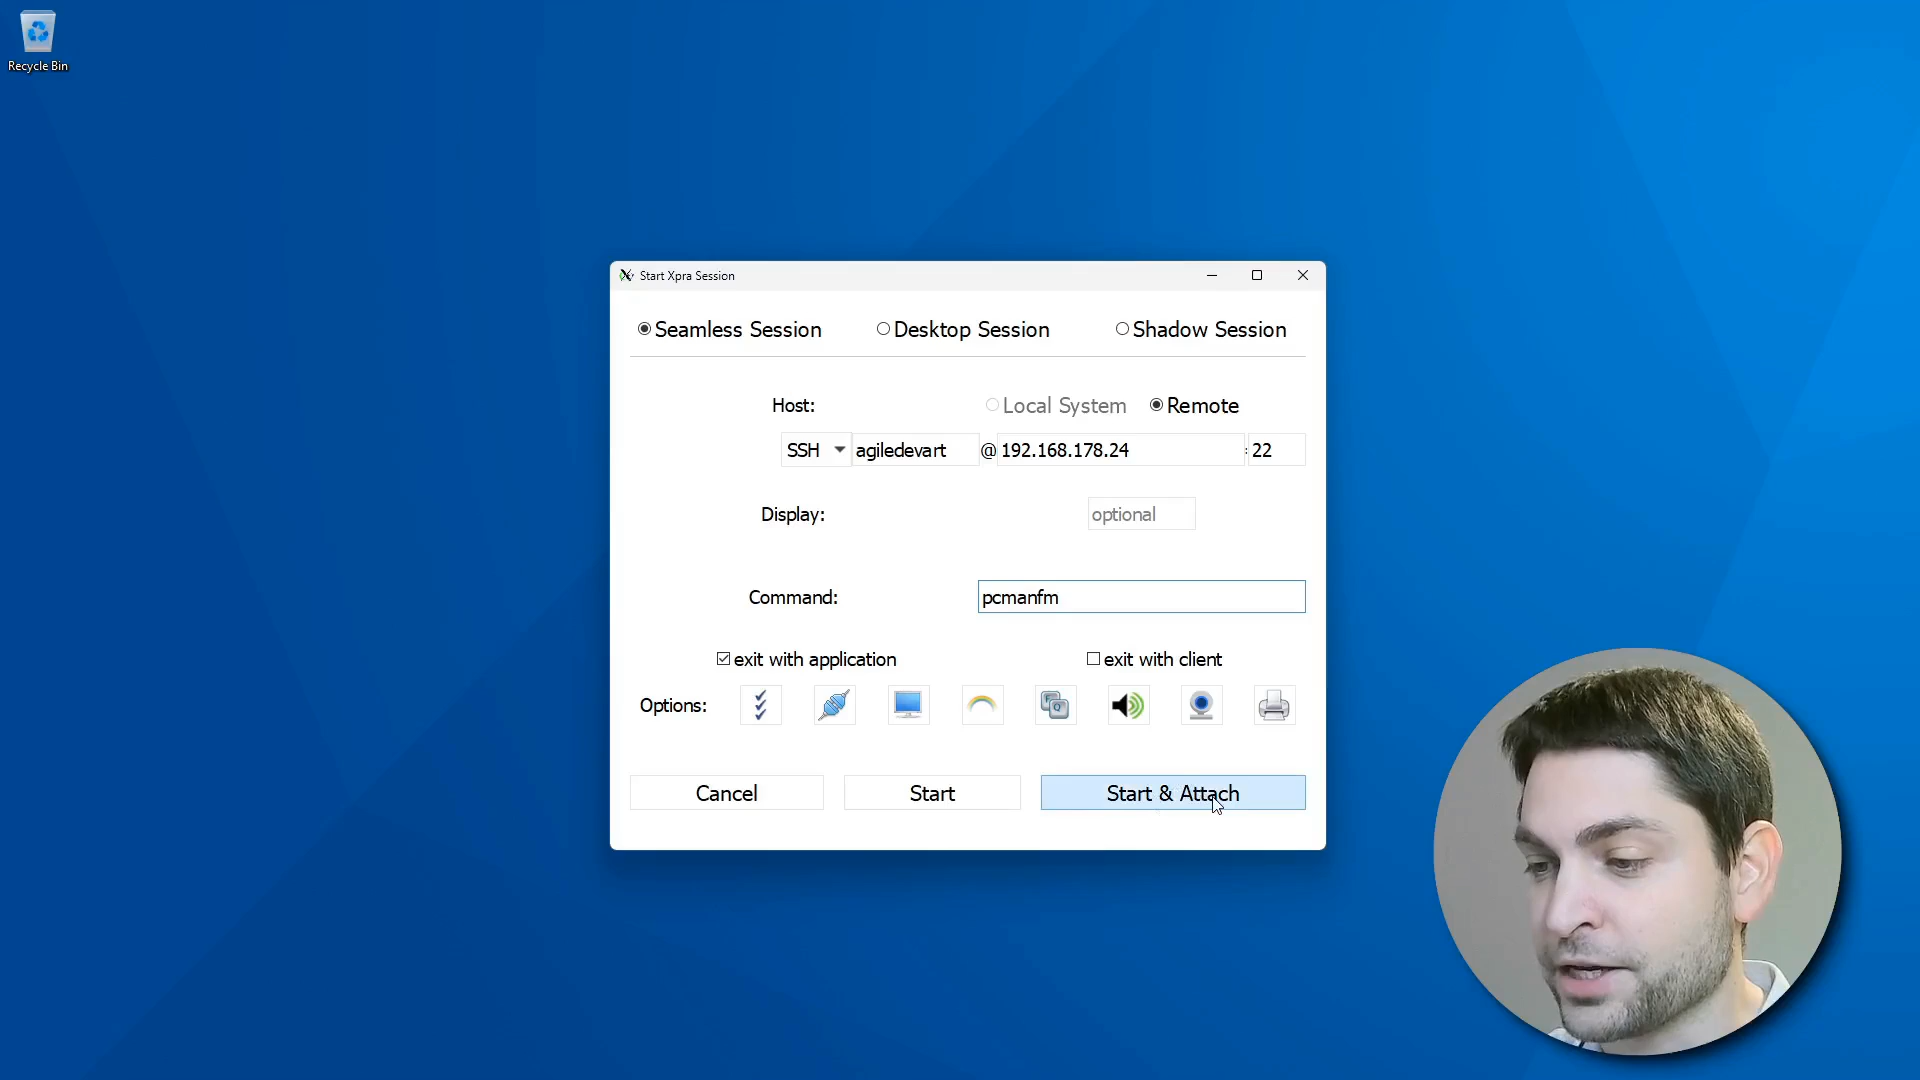 Recycle Bin
Start Xpra Session
Seamless Session Desktop Session Shadow Session
Host: Local System Remote
SSH agiledevart @ 192.168.178.24 : 22
Display: optional
Command: pcmanfm
exit with application exit with client
Options:
Cancel Start Start & Attach